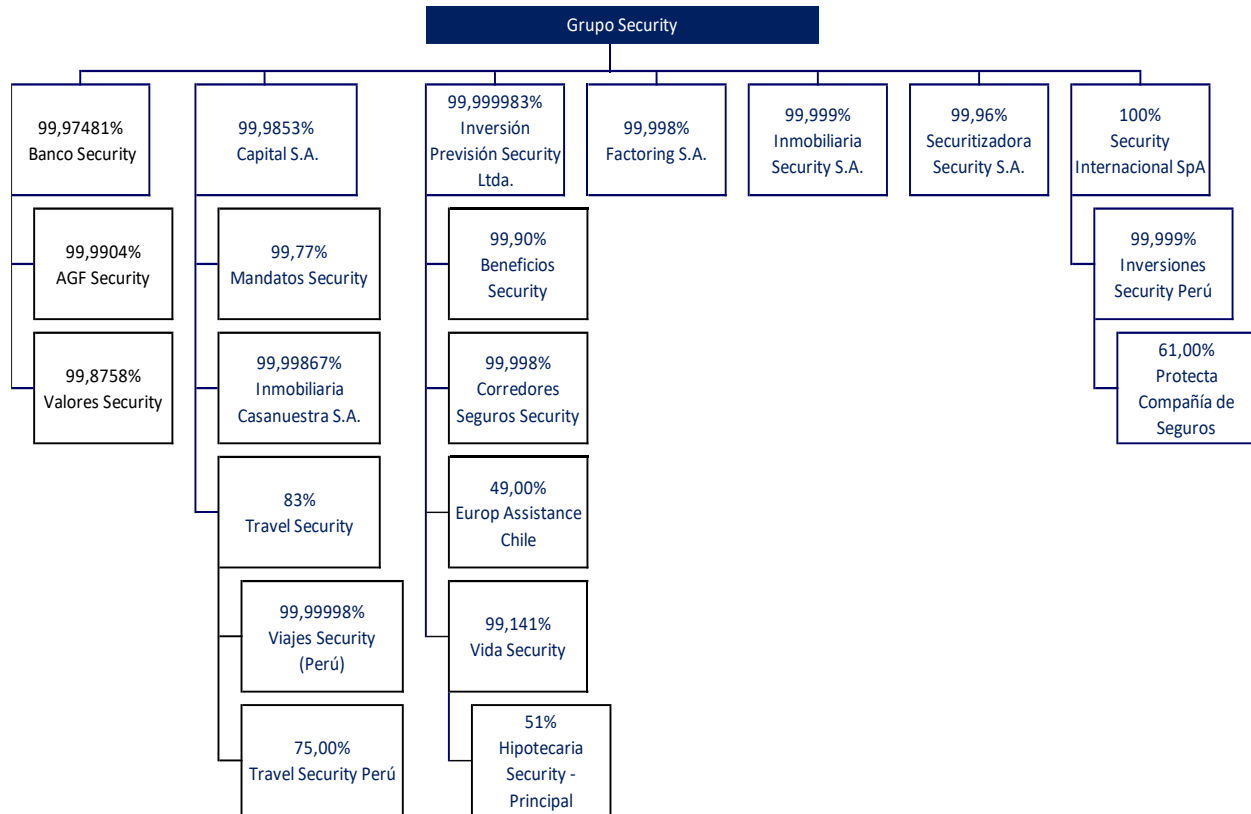 Grupo Security
99,97481%
Banco Security
99,9853%
Capital S.A.
99,999983%
Inversión
Previsión Security
Ltda.
99,998%
Factoring S.A.
99,999%
Inmobiliaria
Security S.A.
99,96%
Securitizadora
Security S.A.
100%
Security
Internacional SpA
99,9904%
AGF Security
99,77%
Mandatos Security
99,90%
Beneficios
Security
99,999%
Inversiones
Security Perú
99,8758%
Valores Security
99,99867%
Inmobiliaria
Casanuestra S.A.
99,998%
Corredores
Seguros Security
61,00%
Protecta
Compañía de
Seguros
83%
Travel Security
49,00%
Europ Assistance
Chile
99,99998%
Viajes Security
(Perú)
99,141%
Vida Security
75,00%
Travel Security Perú
51%
Hipotecaria
Security -
Principal